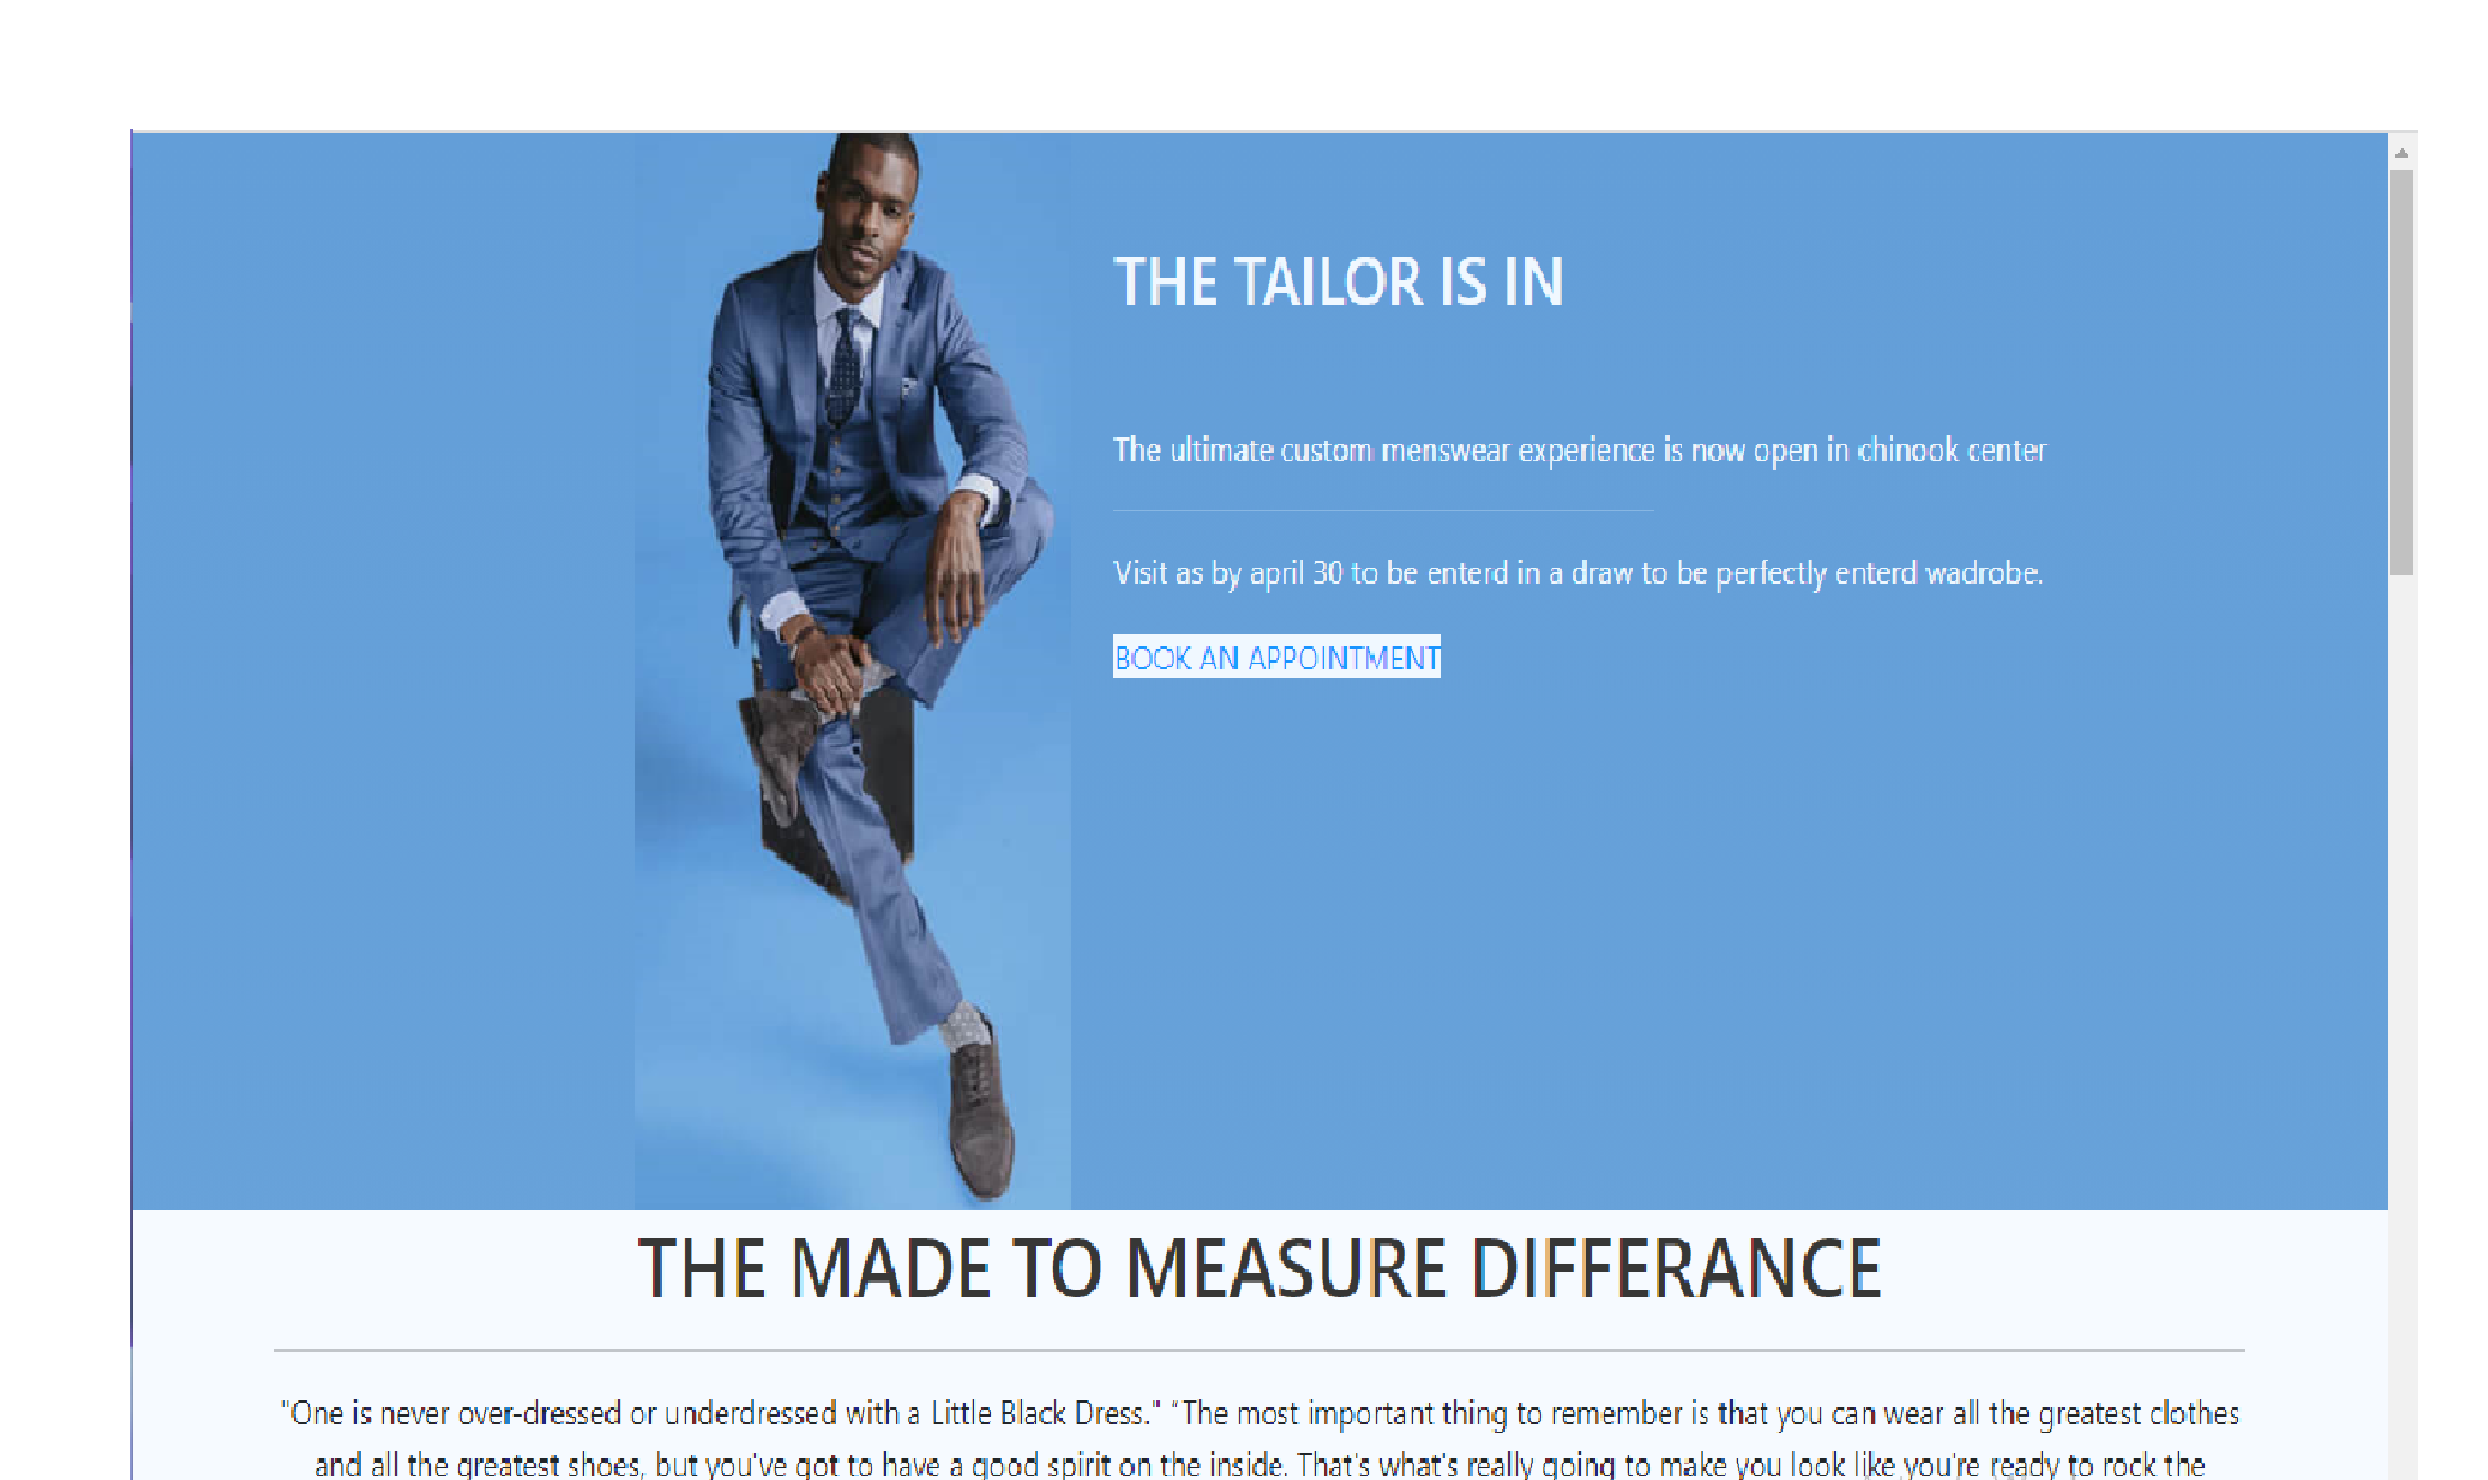 THE TAILOR IS IN
The ultimate custom menswear experience is now open in chinook center
Visit as by april 30 to be enterd in a draw to be perfectly enterd wadrobe.
BOOK AN APPOINTMENT
THE MADE TO MEASURE DIFFERANCE
"One is never over-dressed or underdressed with a Little Black Dress." “The most important thing to remember is that you can wear all the greatest clothes
and all the greatest shoes, but you've got to have a good spirit on the inside. That's what's really going to make you look like you're ready to rock the